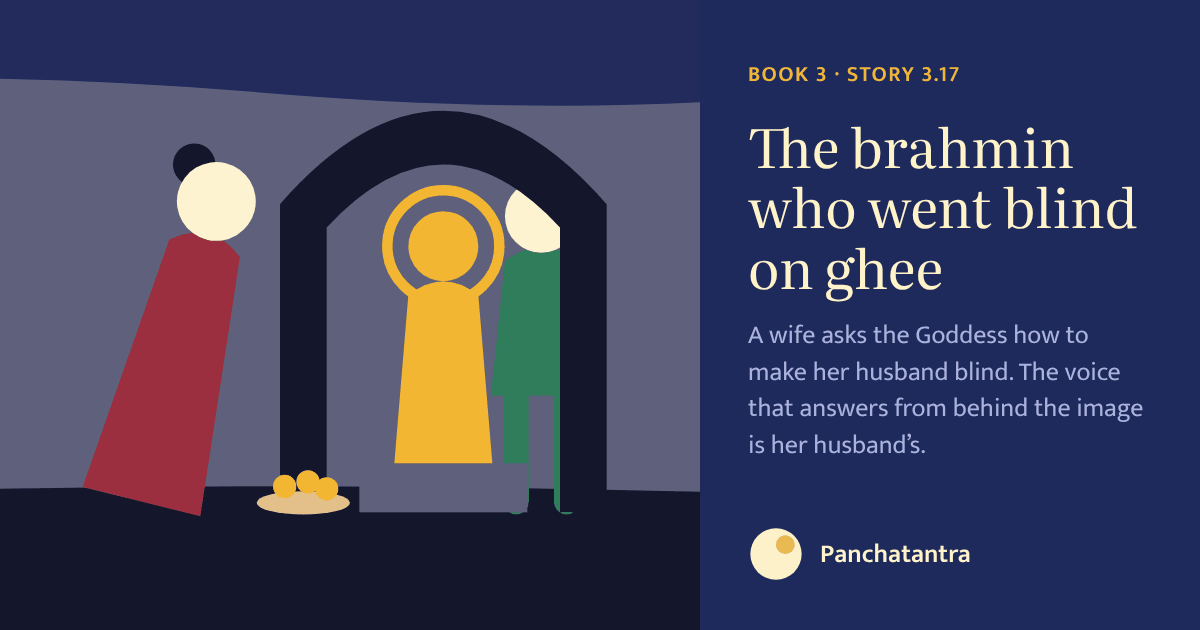 BOOK 3 · STORY 3.17
The brahmin
who went blind
on ghee
A wife asks the Goddess how to
make her husband blind. The voice
that answers from behind the image
is her husband’s.
Panchatantra